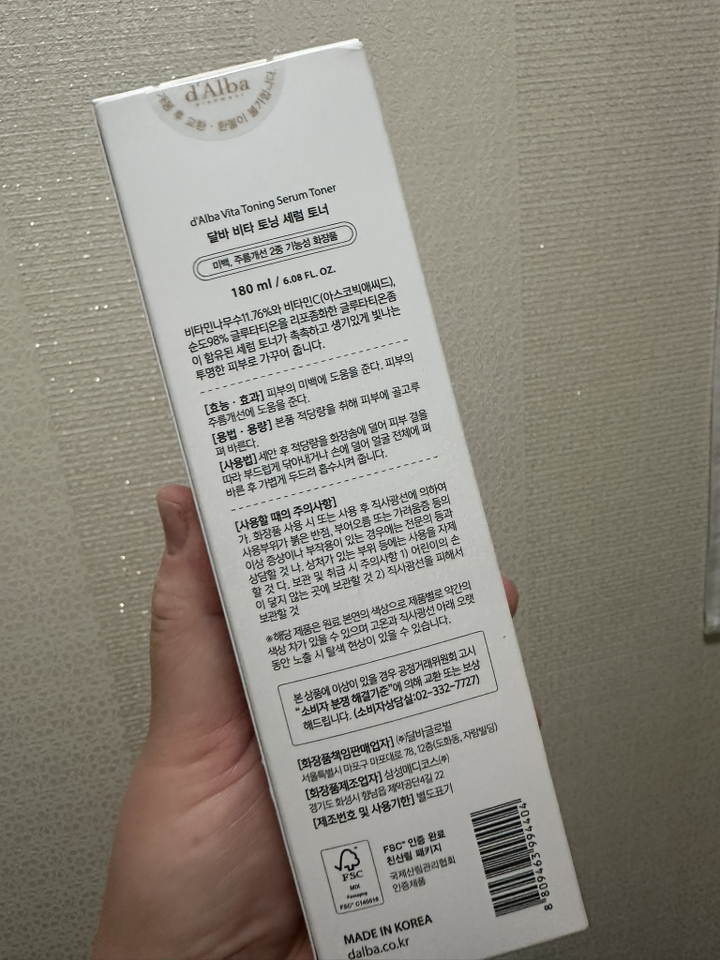 d'Alba
개봉 후 교환 · 환불이 불가합니다
d'Alba Vita Toning Serum Toner
달바 비타 토닝 세럼 토너
미백, 주름개선 2중 기능성 화장품
180 ml / 6.08 FL. OZ.
비타민나무수11.76%와 비타민C(아스코빅애씨드),
순도98% 글루타티온을 리포좀화한 글루타티온좀
이 함유된 세럼 토너가 촉촉하고 생기있게 빛나는
투명한 피부로 가꾸어 줍니다.
[효능 · 효과] 피부의 미백에 도움을 준다. 피부의
주름개선에 도움을 준다.
[용법 · 용량] 본품 적당량을 취해 피부에 골고루
펴 바른다.
[사용법] 세안 후 적당량을 화장솜에 덜어 피부 결을
따라 부드럽게 닦아내거나 손에 덜어 얼굴 전체에 펴
바른 후 가볍게 두드려 흡수시켜 줍니다.
[사용할 때의 주의사항]
가. 화장품 사용 시 또는 사용 후 직사광선에 의하여
사용부위가 붉은 반점, 부어오름 또는 가려움증 등의
이상 증상이나 부작용이 있는 경우에는 전문의 등과
상담할 것 나. 상처가 있는 부위 등에는 사용을 자제
할 것 다. 보관 및 취급 시 주의사항 1) 어린이의 손
이 닿지 않는 곳에 보관할 것 2) 직사광선을 피해서
보관할 것
※해당 제품은 원료 본연의 색상으로 제품별로 약간의
색상 차가 있을 수 있으며 고온과 직사광선 아래 오랫
동안 노출 시 탈색 현상이 있을 수 있습니다.
본 상품에 이상이 있을 경우 공정거래위원회 고시
"소비자 분쟁 해결기준"에 의해 교환 또는 보상
해드립니다. (소비자상담실:02-332-7727)
[화장품책임판매업자] ㈜달바글로벌
서울특별시 마포구 마포대로 78, 12층(도화동, 자람빌딩)
[화장품제조업자] 삼성메디코스㈜
경기도 화성시 향남읍 제약공단4길 22
[제조번호 및 사용기한] 별도표기
FSC
MIX
Packaging
FSC™ 인증 완료
친산림 패키지
국제산림관리협회
인증제품
8 809463 994404
MADE IN KOREA
dalba.co.kr